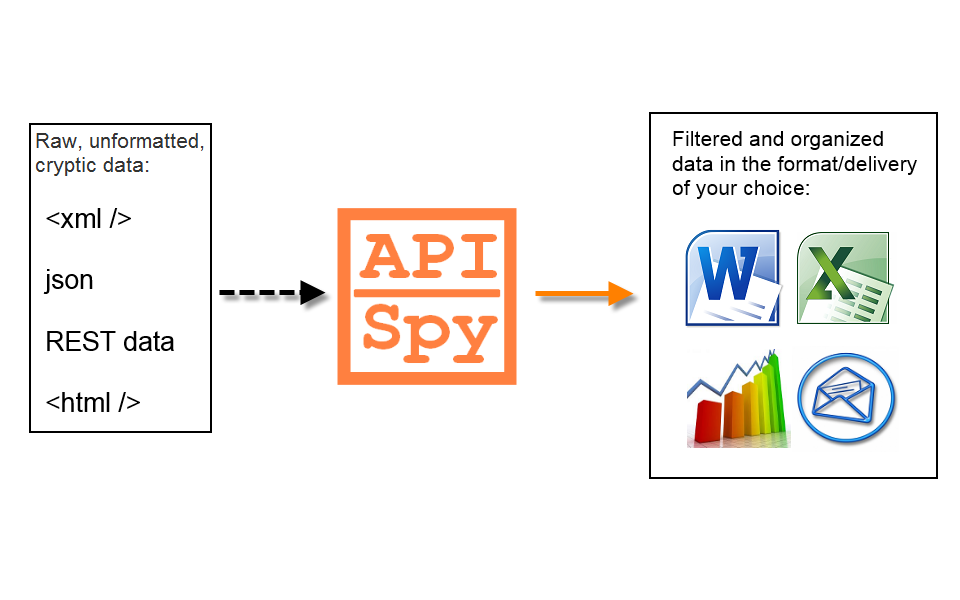 Raw, unformatted,
cryptic data:
<xml />
json
REST data
<html />
API
Spy
Filtered and organized
data in the format/delivery
of your choice:
W
X